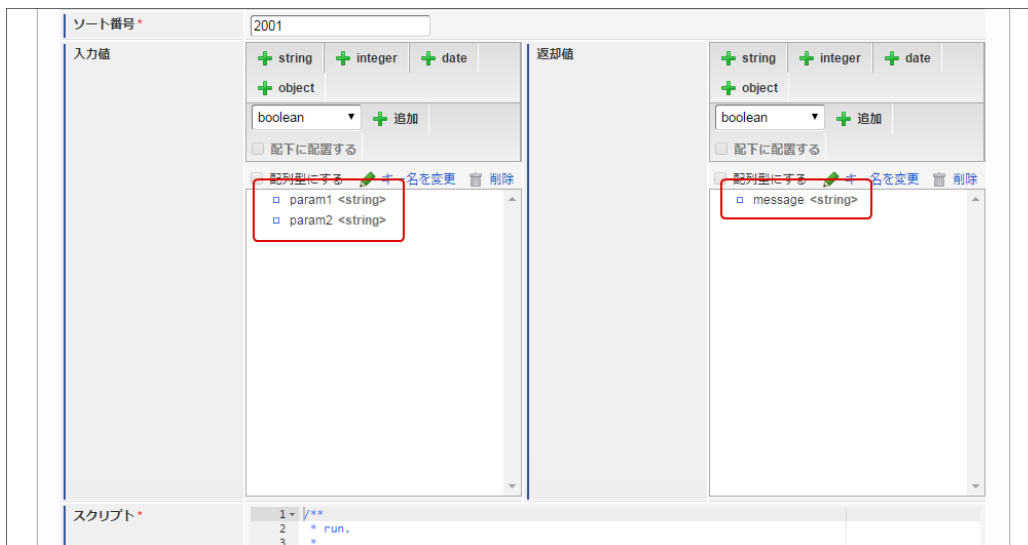 ソート番号*
2001
入力値
string integer date
object
boolean ▼ 追加
配下に配置する
配列型にする キー名を変更 削除
param1 <string>
param2 <string>
返却値
string integer date
object
boolean ▼ 追加
配下に配置する
配列型にする キー名を変更 削除
message <string>
スクリプト*
1 /**
2 * run.
3 *